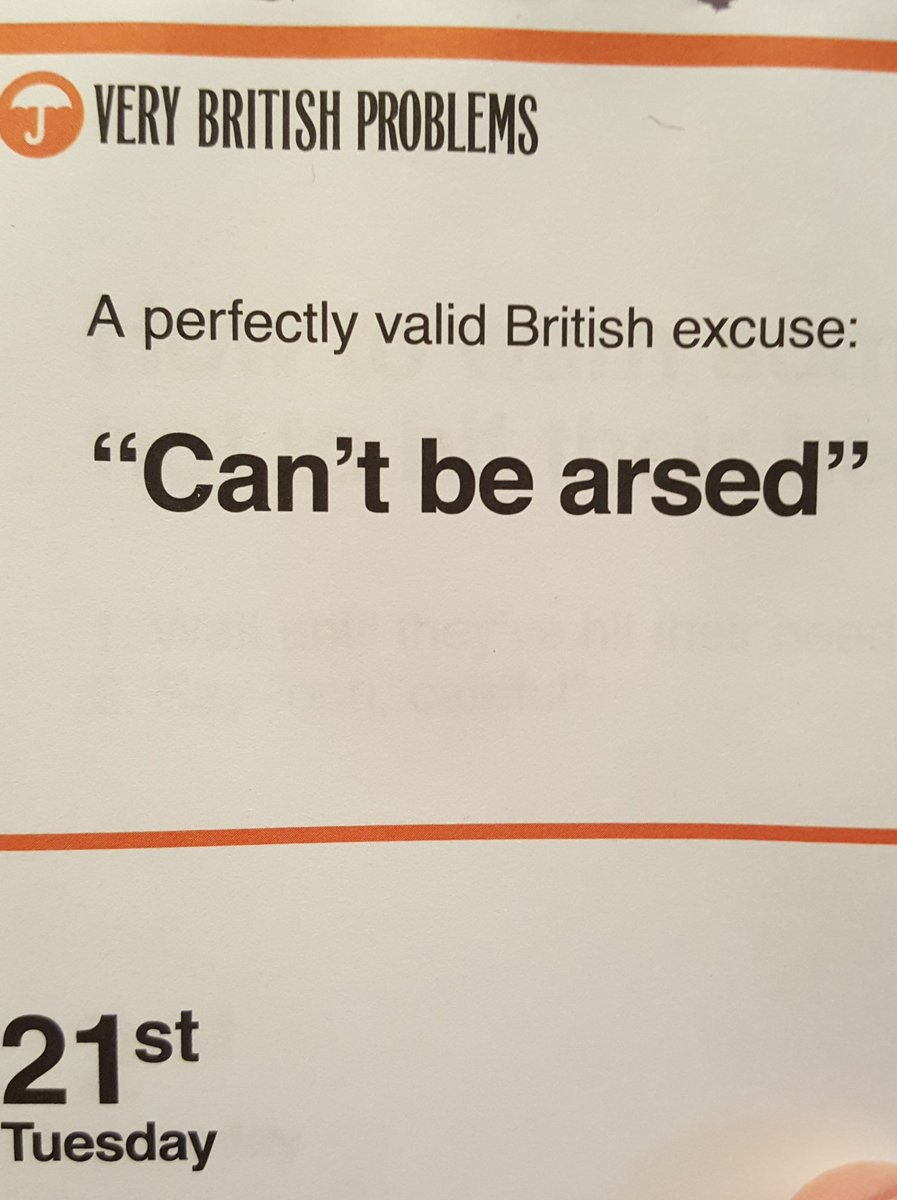 VERY BRITISH PROBLEMS
A perfectly valid British excuse:
“Can’t be arsed”
21st
Tuesday